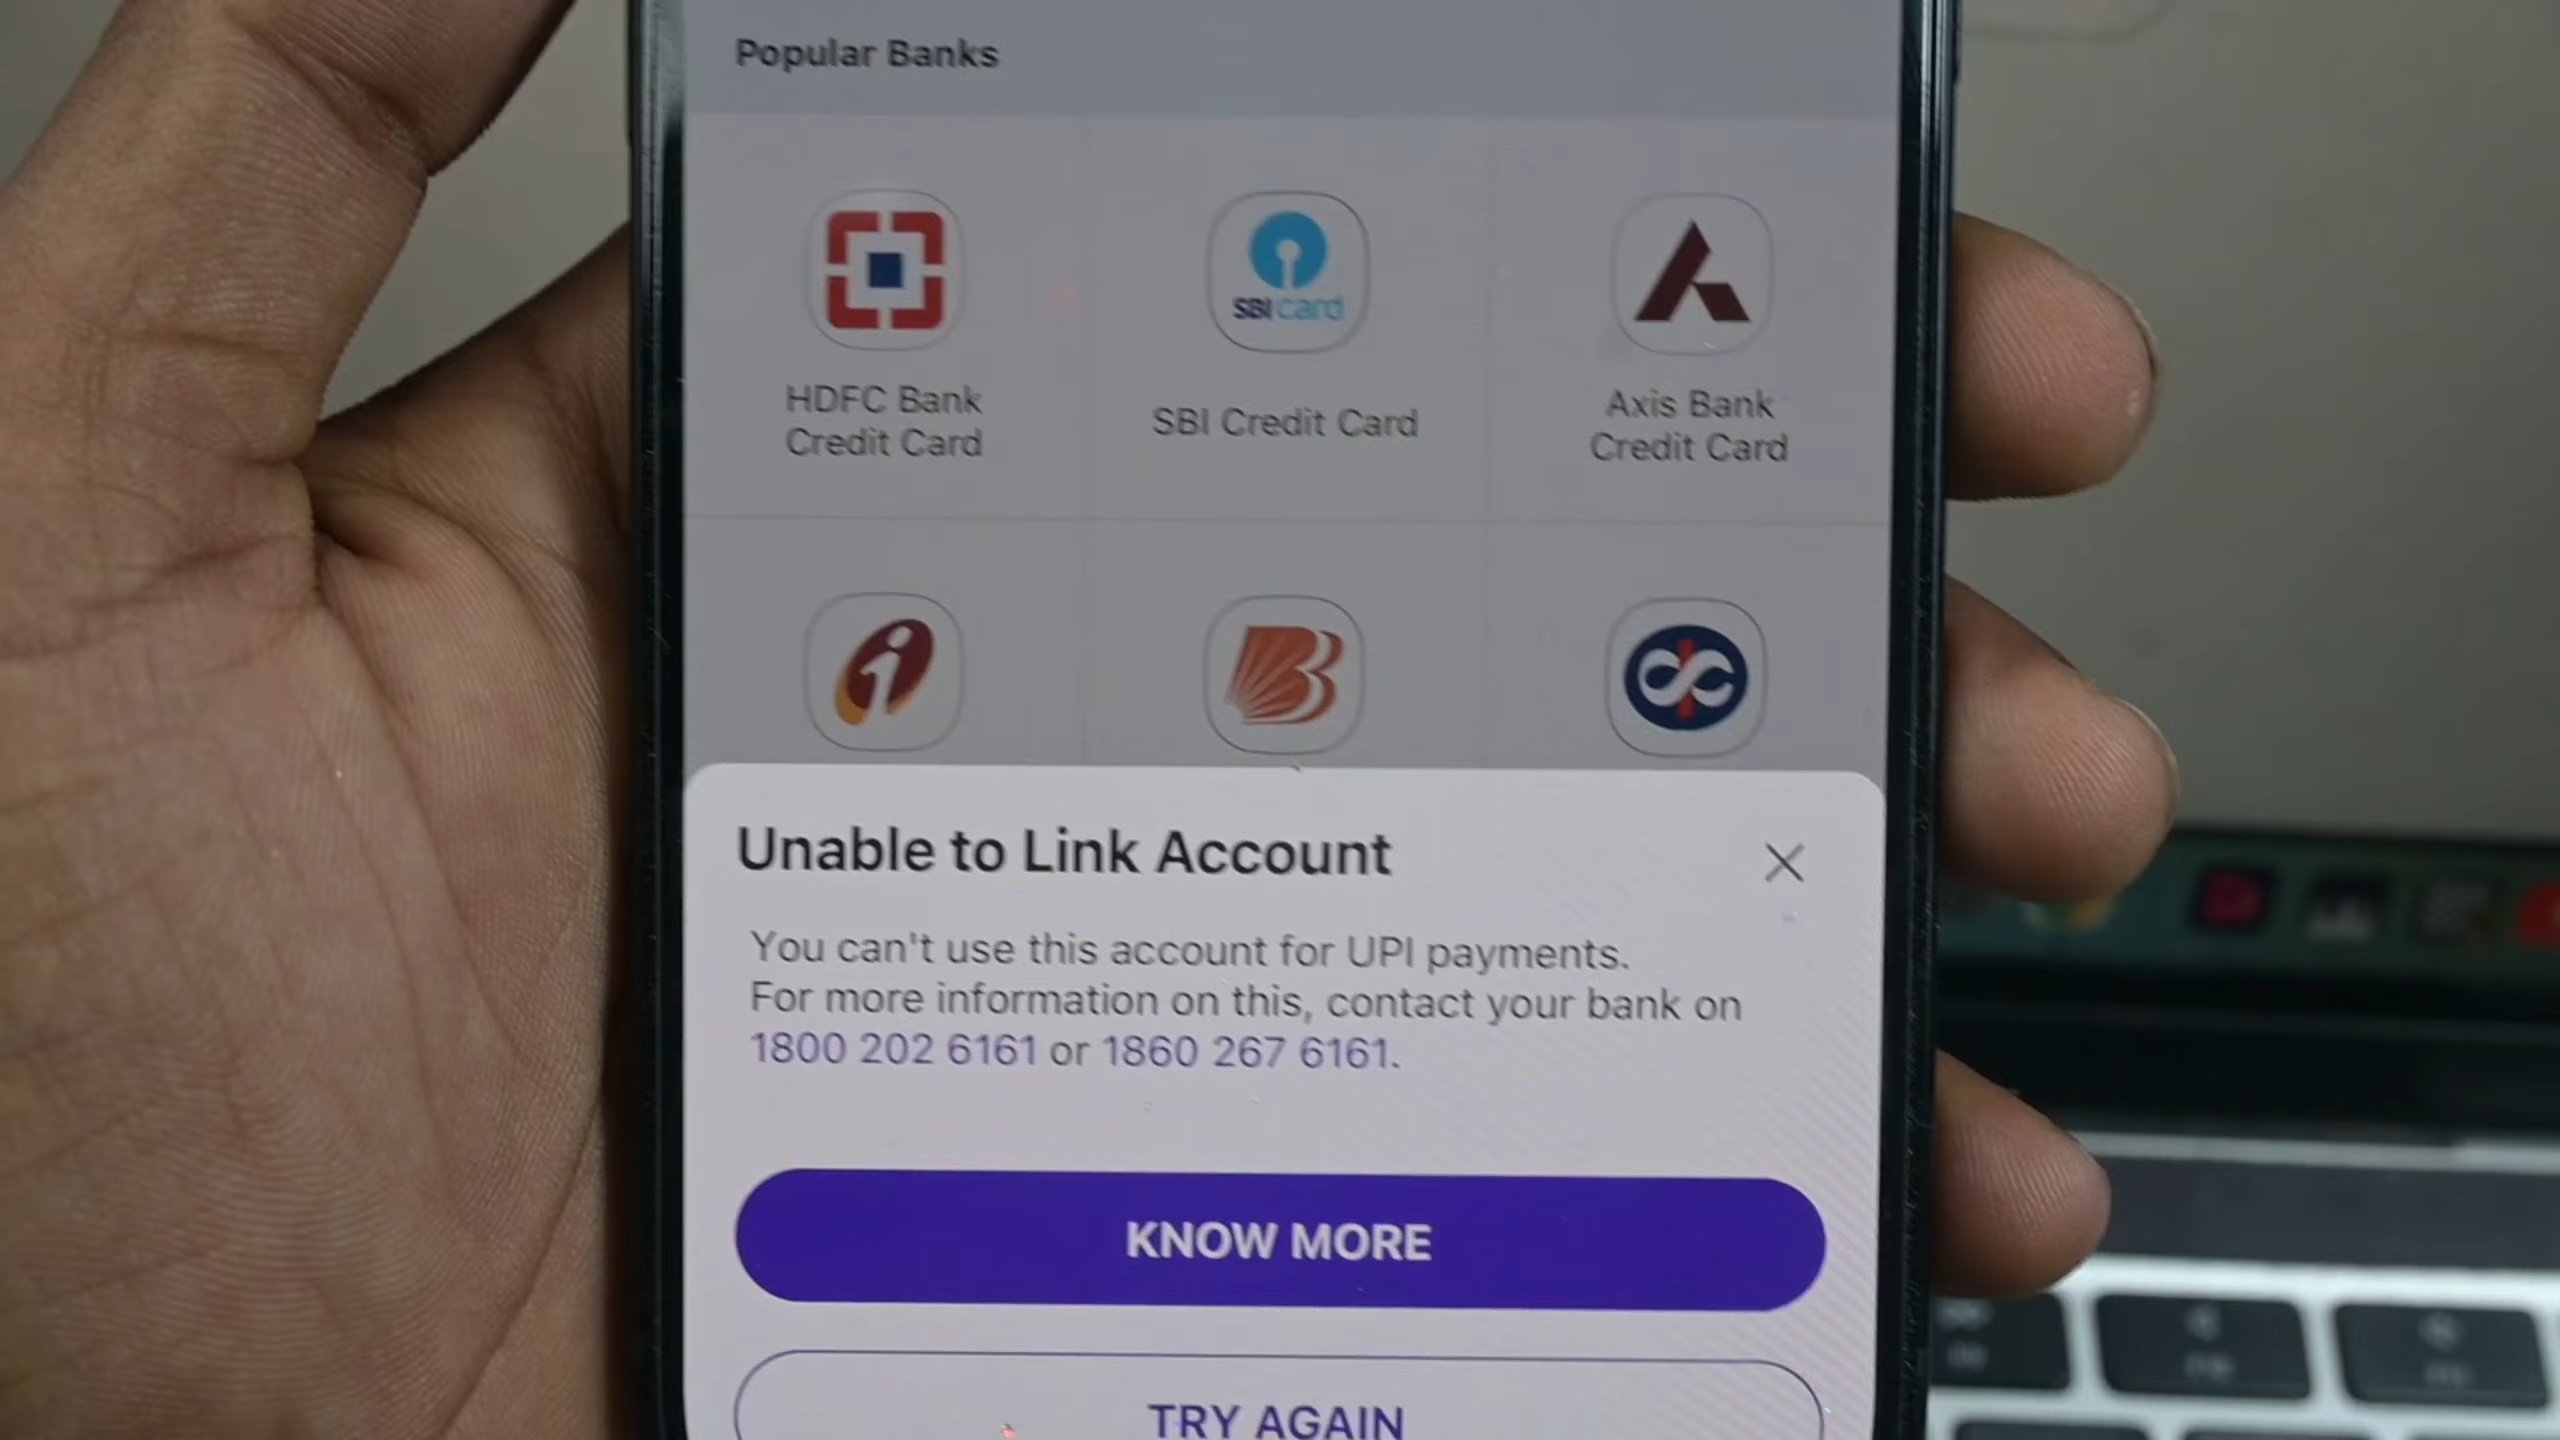 Popular Banks
SBI card
HDFC Bank
Credit Card
SBI Credit Card
Axis Bank
Credit Card
Unable to Link Account
You can't use this account for UPI payments.
For more information on this, contact your bank on
1800 202 6161 or 1860 267 6161.
KNOW MORE
TRY AGAIN